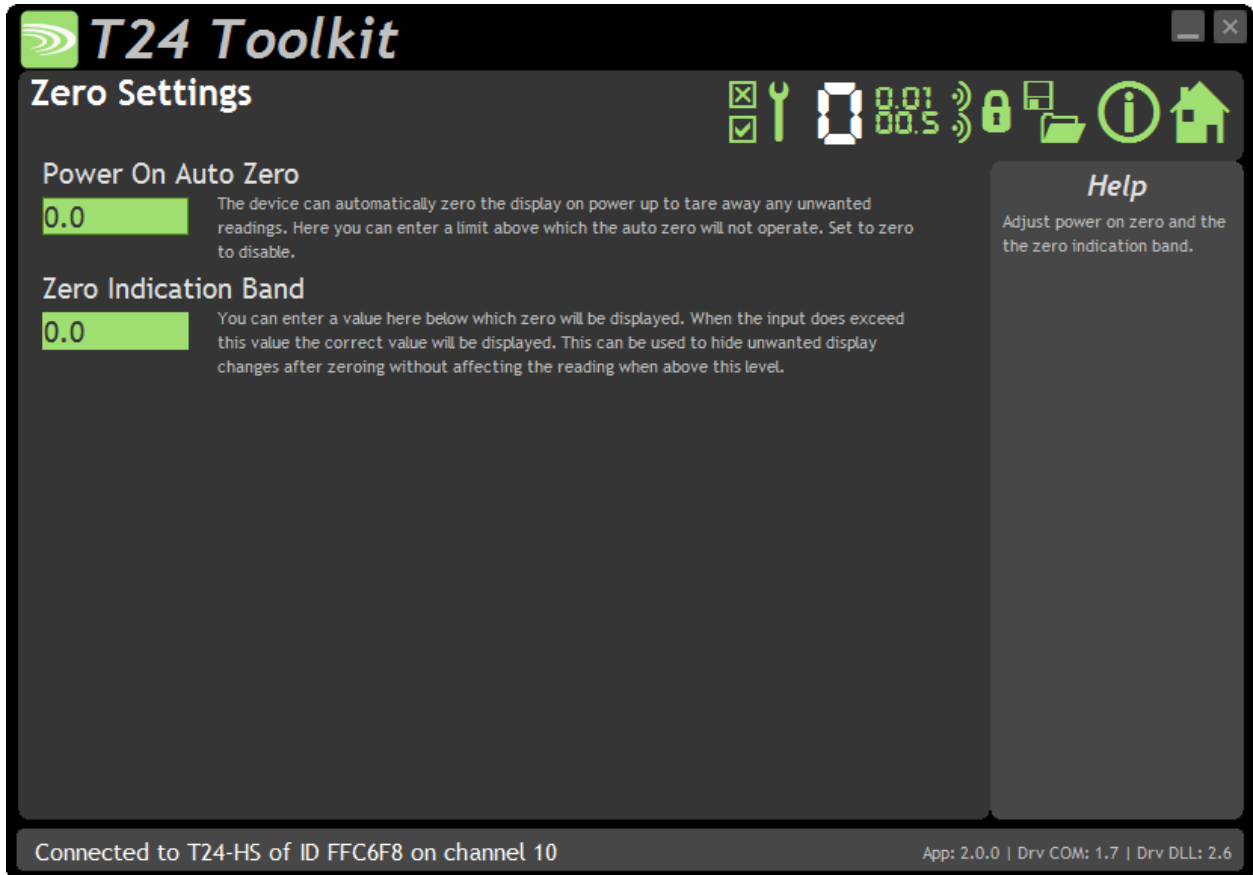 T24 Toolkit
Zero Settings
0 0.01
00.5
Power On Auto Zero
0.0
The device can automatically zero the display on power up to tare away any unwanted
readings. Here you can enter a limit above which the auto zero will not operate. Set to zero
to disable.
Zero Indication Band
0.0
You can enter a value here below which zero will be displayed. When the input does exceed
this value the correct value will be displayed. This can be used to hide unwanted display
changes after zeroing without affecting the reading when above this level.
Help
Adjust power on zero and the
the zero indication band.
Connected to T24-HS of ID FFC6F8 on channel 10
App: 2.0.0 | Drv COM: 1.7 | Drv DLL: 2.6